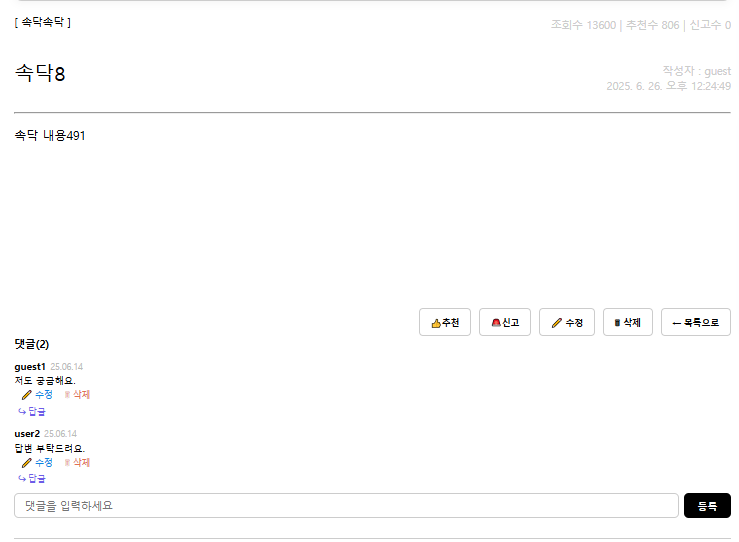 [ 속닥속닥 ]
조회수 13600 | 추천수 806 | 신고수 0
속닥8
작성자 : guest
2025. 6. 26. 오후 12:24:49
속닥 내용491
👍추천 🚨신고 ✏️ 수정 🗑 삭제 ← 목록으로
댓글(2)
guest1 25.06.14
저도 궁금해요.
✏️ 수정 🗑 삭제
↪ 답글
user2 25.06.14
답변 부탁드려요.
✏️ 수정 🗑 삭제
↪ 답글
댓글을 입력하세요 등록